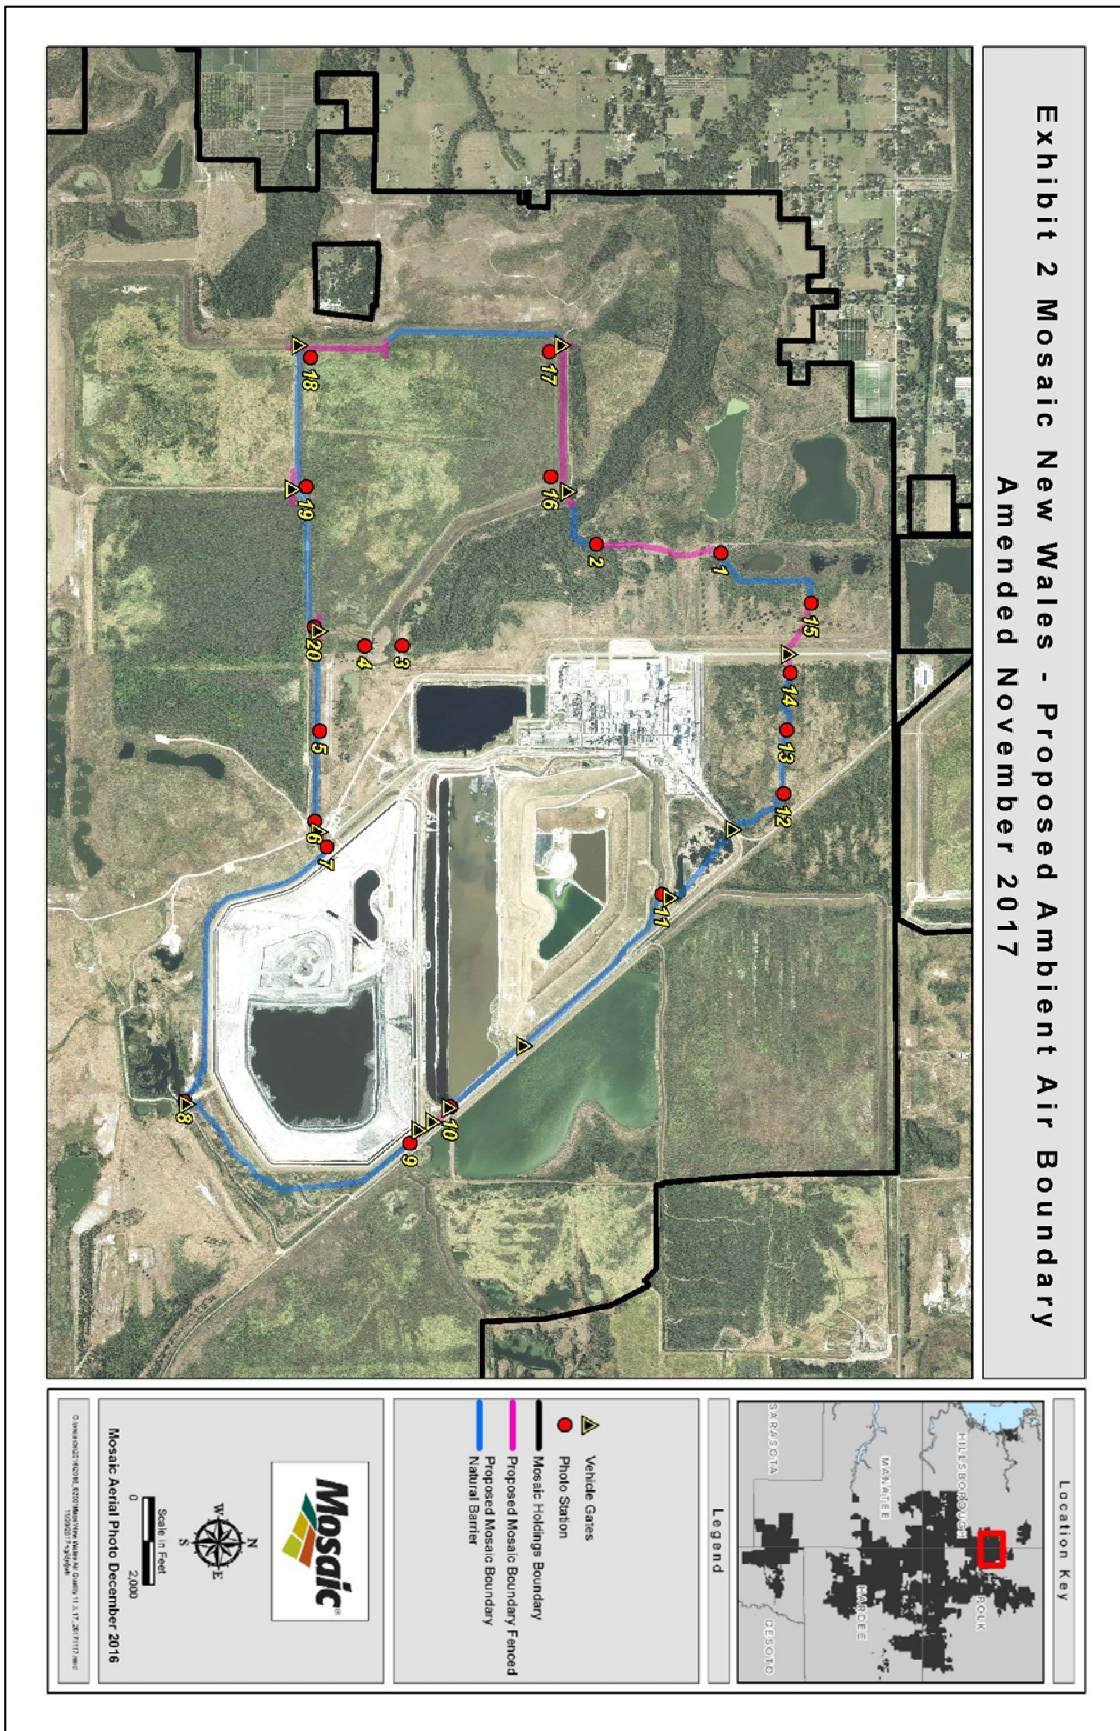 Exhibit 2 Mosaic New Wales - Proposed Ambient Air Boundary
Amended November 2017
15
14
13
12
1
11
2
17
16
10
9
3
4
18
19
20
5
6
7
8
Location Key
HILLSBOROUGH
POLK
MANATEE
HARDEE
SARASOTA
DESOTO
Legend
Vehicle Gates
Photo Station
Mosaic Holdings Boundary
Proposed Mosaic Boundary Fenced
Proposed Mosaic Boundary
Natural Barrier
Mosaic®
N
W
E
S
Scale in Feet
0 2,000
Mosaic Aerial Photo December 2016